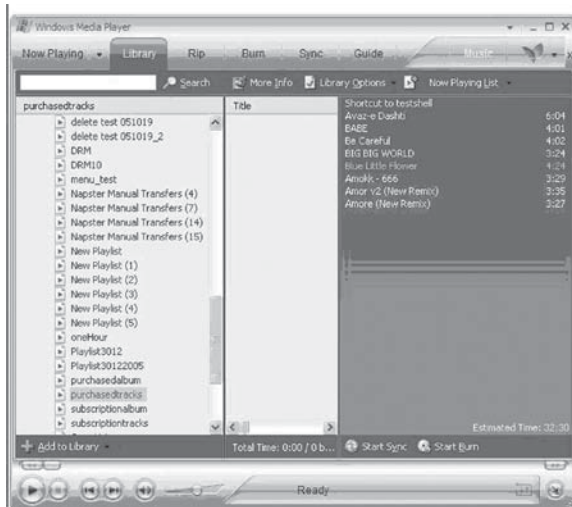 Windows Media Player
Now Playing Library Rip Burn Sync Guide Music
Search More Info Library Options Now Playing List
purchasedtracks
delete test 051019
delete test 051019_2
DRM
DRM10
menu_test
Napster Manual Transfers (4)
Napster Manual Transfers (7)
Napster Manual Transfers (14)
Napster Manual Transfers (15)
New Playlist
New Playlist (1)
New Playlist (2)
New Playlist (3)
New Playlist (4)
New Playlist (5)
oneHour
Playlist3012
Playlist30122005
purchasedalbum
purchasedtracks
subscriptionalbum
subscriptiontracks
Title
Shortcut to testshell
Avaz-e Dashti 6:04
BABE 4:01
Be Careful 4:02
BIG BIG WORLD 3:24
Blue Little Flower 4:24
Amokk - 666 3:29
Amor v2 (New Remix) 3:35
Amore (New Remix) 3:27
Estimated Time: 32:30
Add to Library Total Time: 0:00 / 0 b... Start Sync Start Burn
Ready